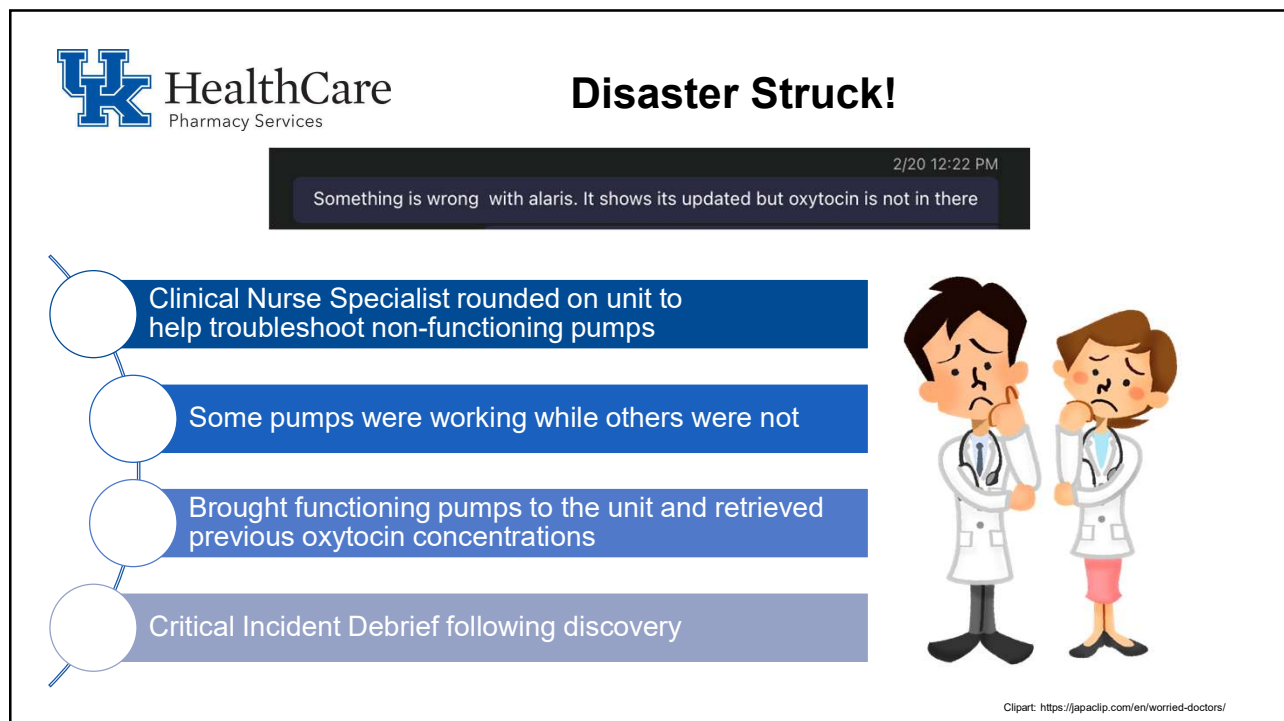 UK HealthCare
Pharmacy Services
Disaster Struck!
2/20 12:22 PM
Something is wrong  with alaris. It shows its updated but oxytocin is not in there
Clinical Nurse Specialist rounded on unit to
help troubleshoot non-functioning pumps
Some pumps were working while others were not
Brought functioning pumps to the unit and retrieved
previous oxytocin concentrations
Critical Incident Debrief following discovery
Clipart: https://japaclip.com/en/worried-doctors/